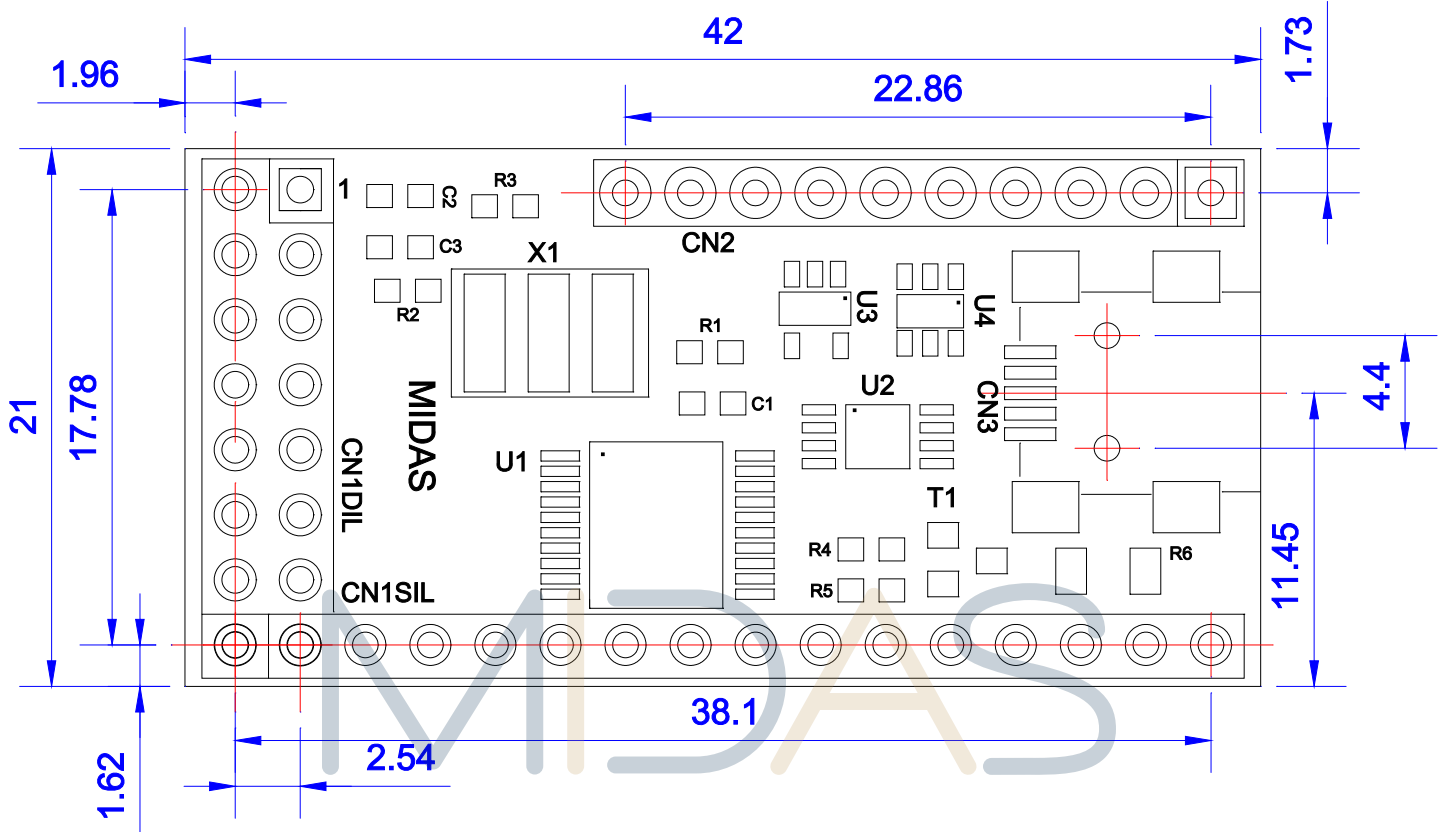 42
1.73
1.96
22.86
1
C2
R3
CN2
C3
X1
R2
U3
U4
R1
21
17.78
MIDAS
C1
U2
CN3
4.4
CN1DIL
U1
T1
R4
R6
11.45
R5
CN1SIL
MIDAS
38.1
2.54
1.62